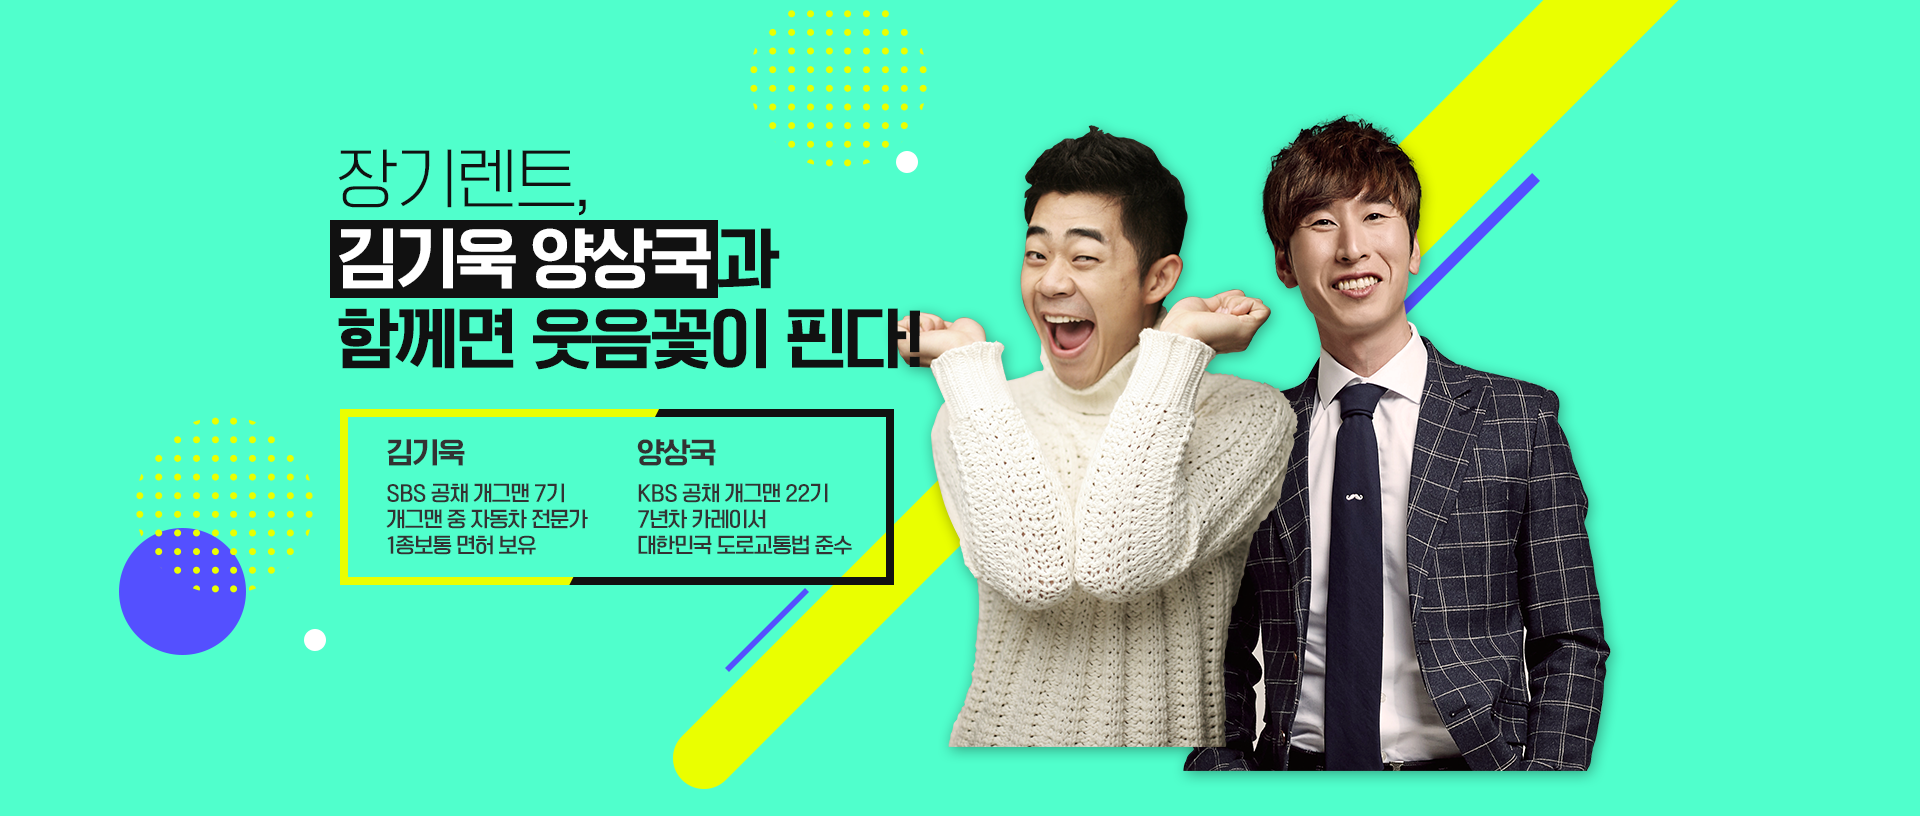 장기렌트,
김기욱 양상국과
함께면 웃음꽃이 핀다!
김기욱
SBS 공채 개그맨 7기
개그맨 중 자동차 전문가
1종보통 면허 보유
양상국
KBS 공채 개그맨 22기
7년차 카레이서
대한민국 도로교통법 준수